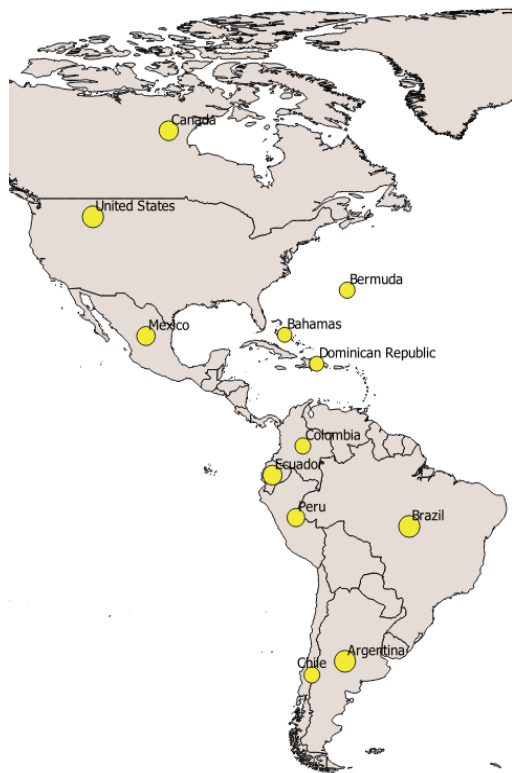 Canada
United States
Bermuda
Mexico
Bahamas
Dominican Republic
Colombia
Ecuador
Peru
Brazil
Argentina
Chile